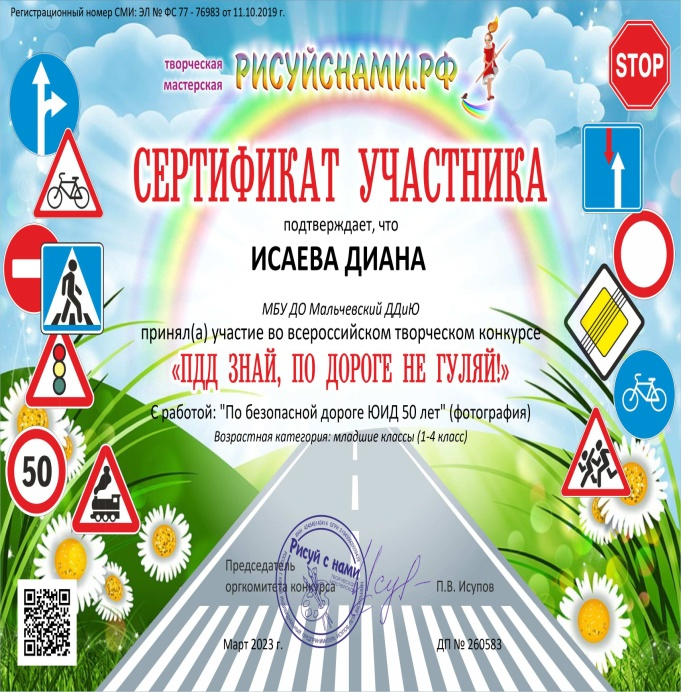 Регистрационный номер СМИ: ЭЛ № ФС 77 - 76983 от 11.10.2019 г.
творческая
мастерская
РИСУЙСНАМИ.РФ
STOP
СЕРТИФИКАТ УЧАСТНИКА
подтверждает, что
ИСАЕВА ДИАНА
МБУ ДО Мальчевский ДДиЮ
принял(а) участие во всероссийском творческом конкурсе
«ПДД ЗНАЙ, ПО ДОРОГЕ НЕ ГУЛЯЙ!»
С работой: "По безопасной дороге ЮИД 50 лет" (фотография)
Возрастная категория: младшие классы (1-4 класс)
50
Рисуй с нами
Председатель
оргкомитета конкурса
П.В. Исупов
Март 2023 г.
ДП № 260583